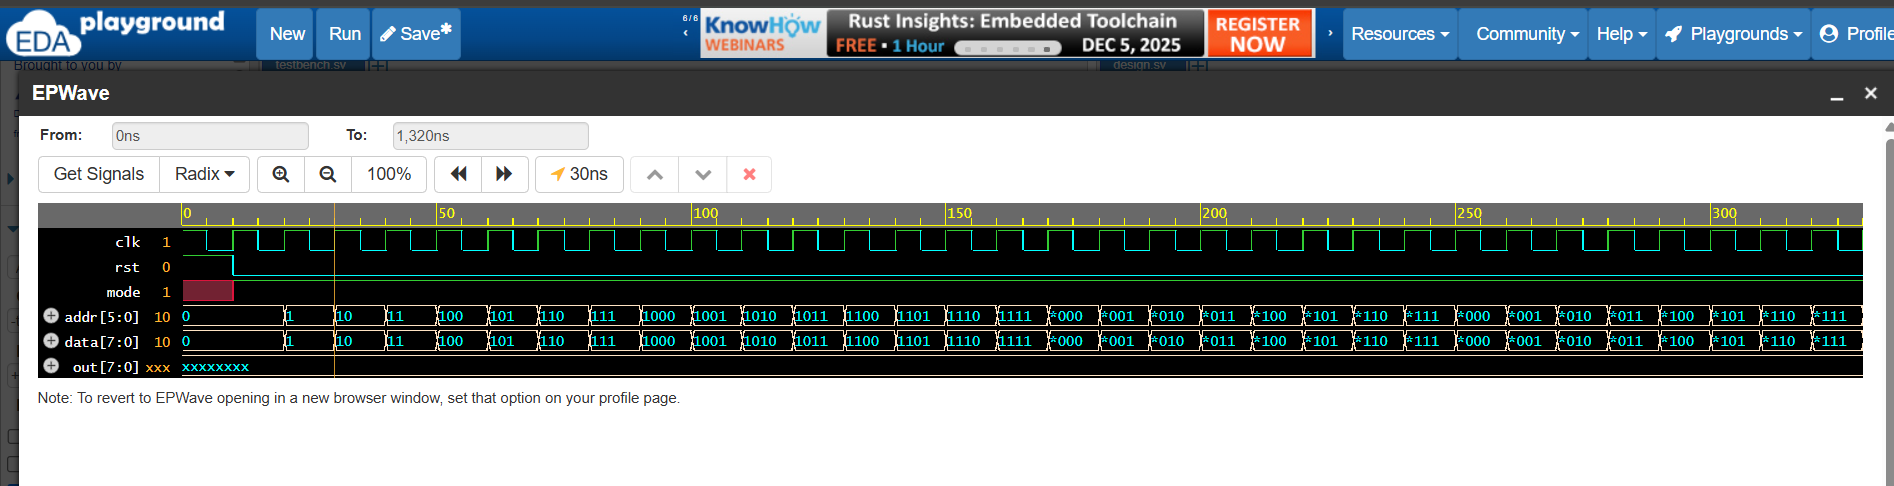 EDA playground
New Run Save*
6/6
KnowHow WEBINARS
Rust Insights: Embedded Toolchain
FREE • 1 Hour
DEC 5, 2025
REGISTER NOW
Resources Community Help Playgrounds Profile
Brought to you by
testbench.sv
design.sv
EPWave
From: 0ns To: 1,320ns
Get Signals Radix 100% 30ns
0 50 100 150 200 250 300
clk 1
rst 0
mode 1
addr[5:0] 10 0 1 10 11 100 101 110 111 1000 1001 1010 1011 1100 1101 1110 1111 *000 *001 *010 *011 *100 *101 *110 *111 *000 *001 *010 *011 *100 *101 *110 *111
data[7:0] 10 0 1 10 11 100 101 110 111 1000 1001 1010 1011 1100 1101 1110 1111 *000 *001 *010 *011 *100 *101 *110 *111 *000 *001 *010 *011 *100 *101 *110 *111
out[7:0] xxx xxxxxxxx
Note: To revert to EPWave opening in a new browser window, set that option on your profile page.